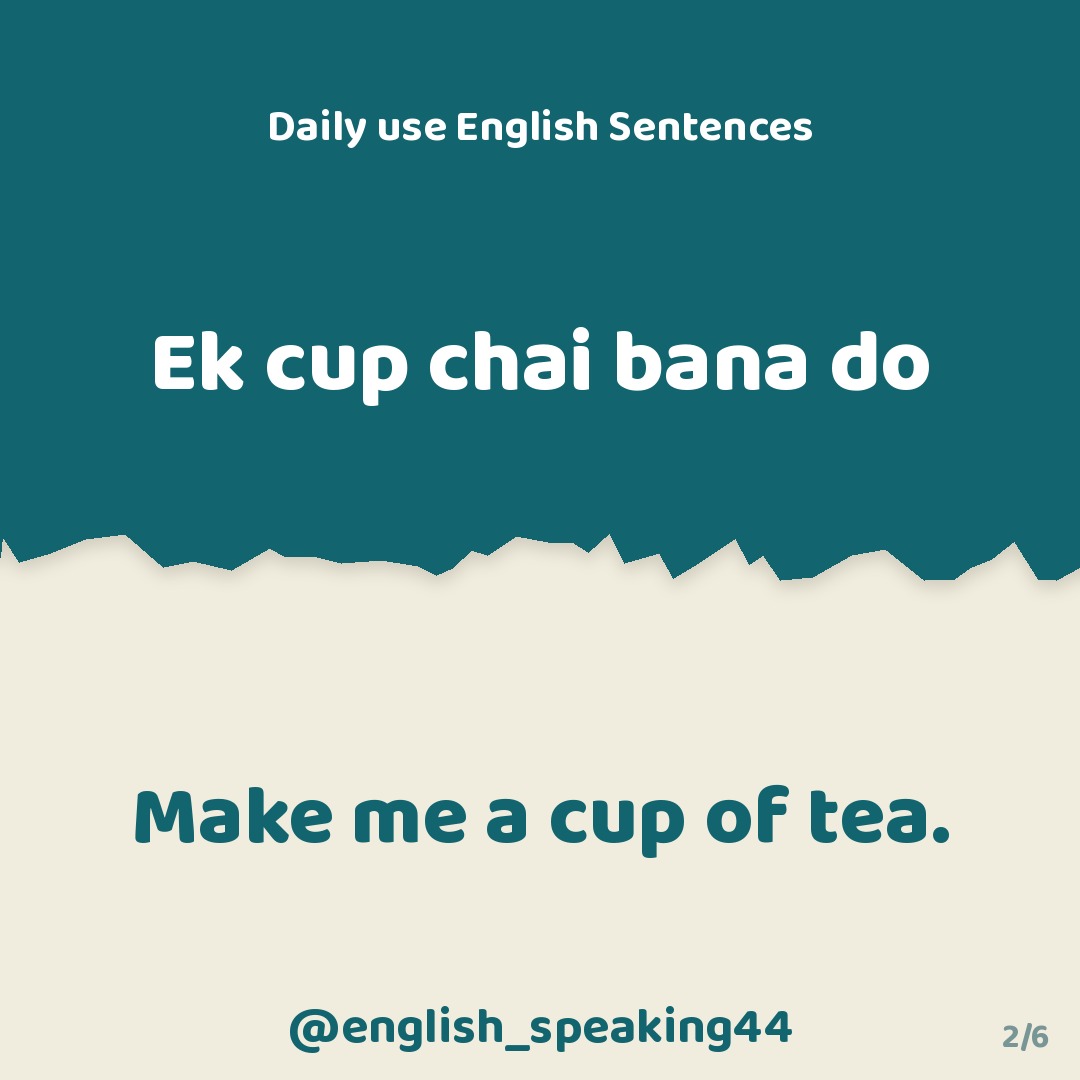 Daily use English Sentences
Ek cup chai bana do
Make me a cup of tea.
@english_speaking44
2/6